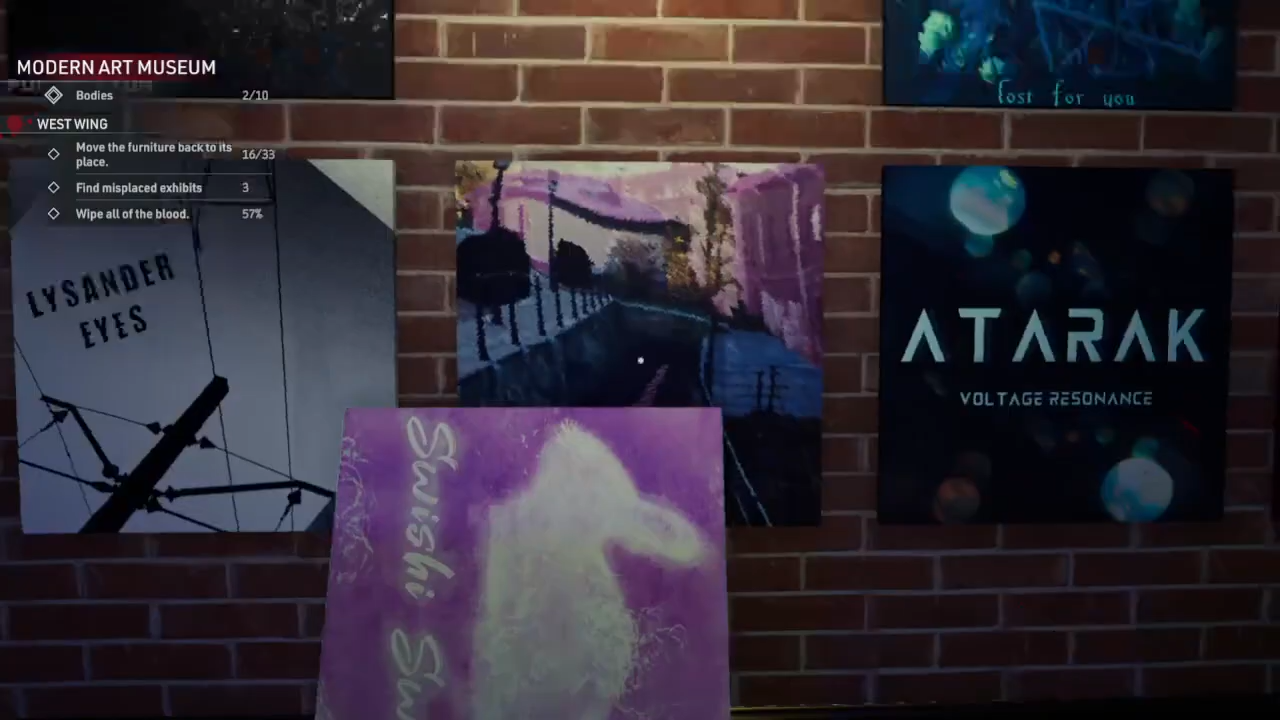 MODERN ART MUSEUM
Bodies 2/10
WEST WING
Move the furniture back to its
place. 16/33
Find misplaced exhibits 3
Wipe all of the blood. 57%
lost for you
LYSANDER
EYES
ATARAK
VOLTAGE RESONANCE
Swishi